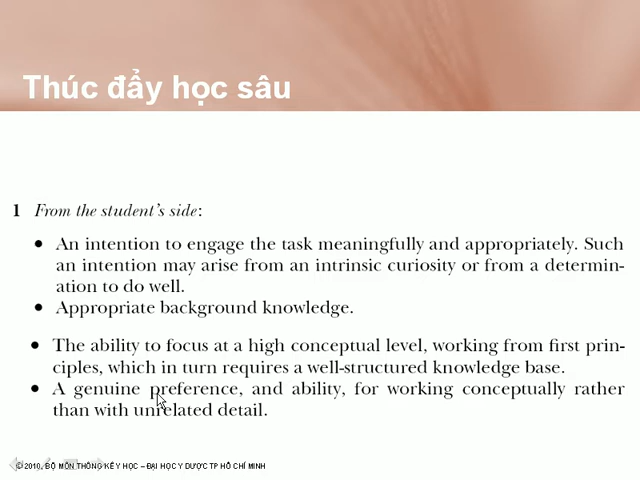 Thúc đẩy học sâu
1 From the student's side:
• An intention to engage the task meaningfully and appropriately. Such
an intention may arise from an intrinsic curiosity or from a determin-
ation to do well.
• Appropriate background knowledge.
• The ability to focus at a high conceptual level, working from first prin-
ciples, which in turn requires a well-structured knowledge base.
• A genuine preference, and ability, for working conceptually rather
than with unrelated detail.
© 2010, BỘ MÔN THỐNG KÊ Y HỌC – ĐẠI HỌC Y DƯỢC TP HỒ CHÍ MINH